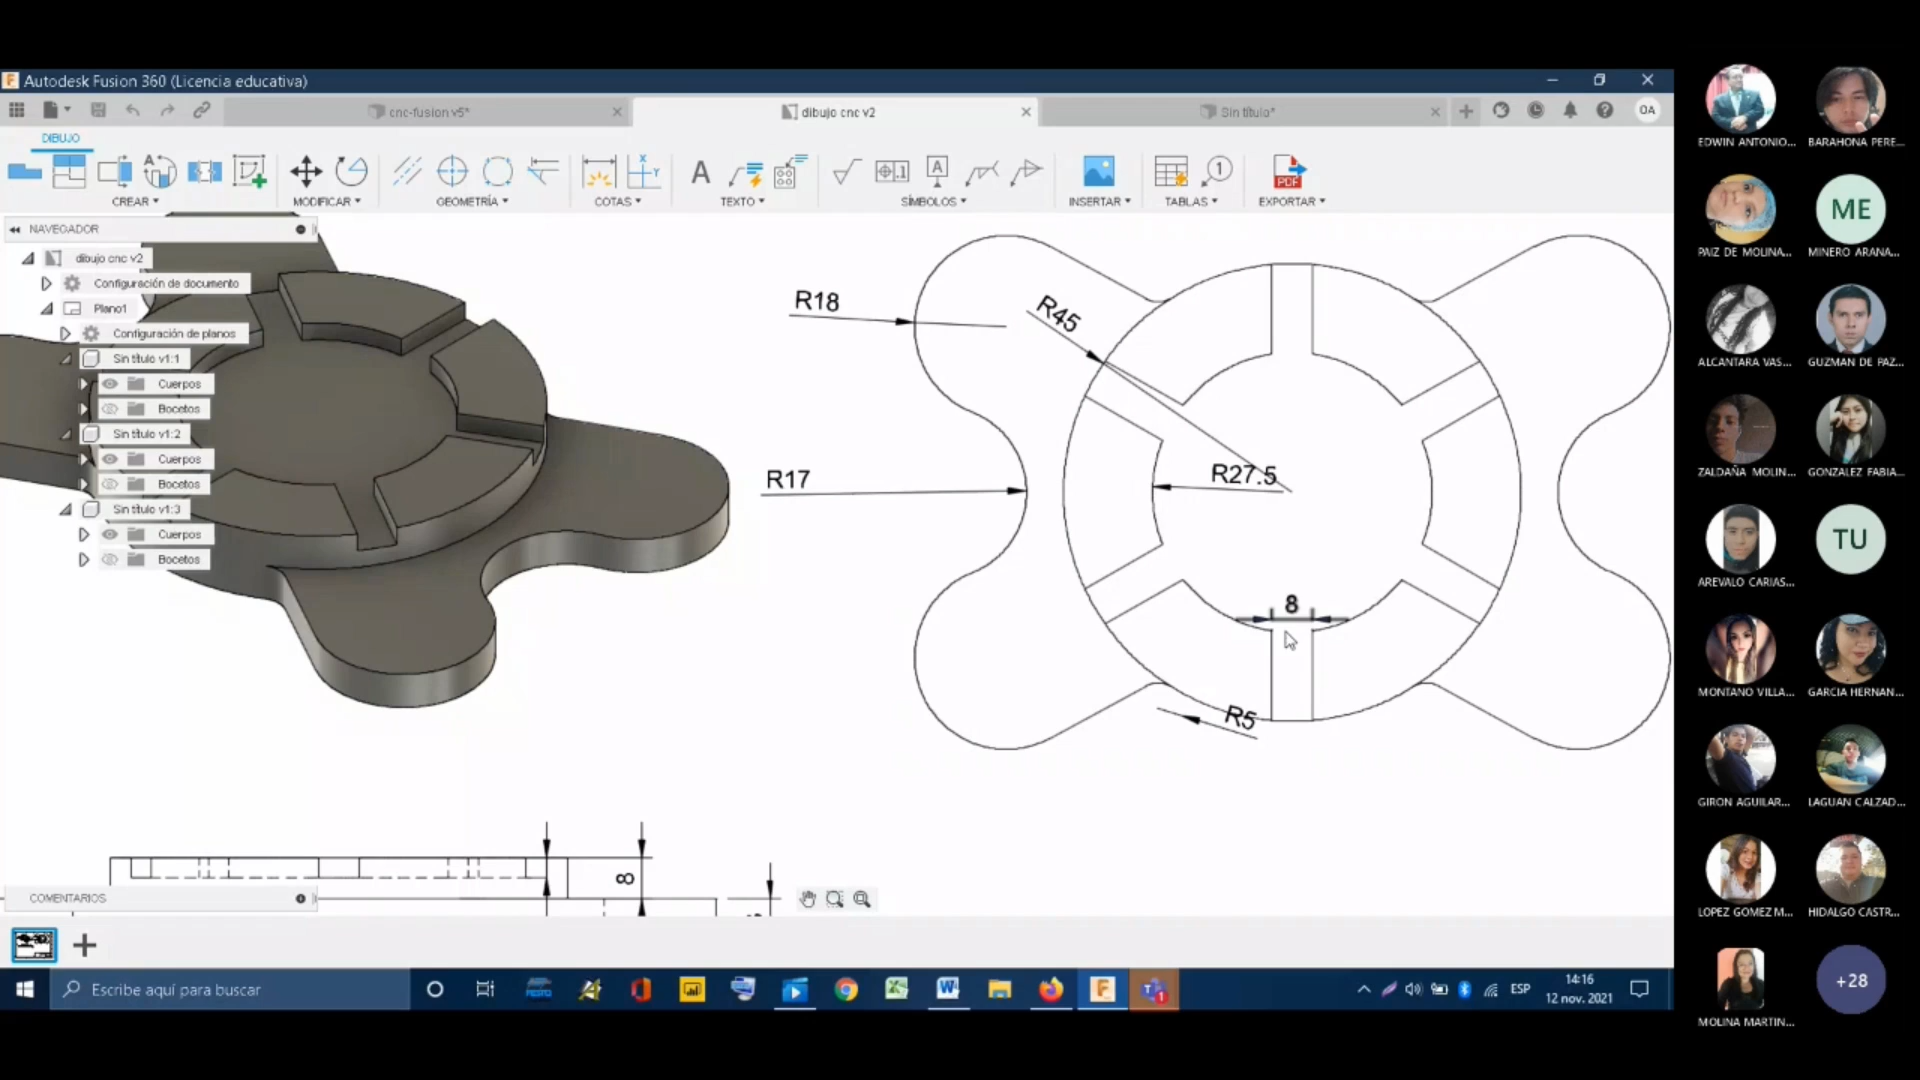 Autodesk Fusion 360 (Licencia educativa)
cnc-fusion v5*
dibujo cnc v2
Sin título*
OA
DIBUJO
CREAR
MODIFICAR
GEOMETRÍA
COTAS
TEXTO
SÍMBOLOS
INSERTAR
TABLAS
EXPORTAR
NAVEGADOR
dibujo cnc v2
Configuración de documento
Plano1
Configuración de planos
Sin título v1:1
Cuerpos
Bocetos
Sin título v1:2
Cuerpos
Bocetos
Sin título v1:3
Cuerpos
Bocetos
R18
R45
R17
R27.5
8
R5
8
COMENTARIOS
Escribe aquí para buscar
ESP
14:16
12 nov. 2021
EDWIN ANTONIO...
BARAHONA PERE...
PAIZ DE MOLINA...
ME
MINERO ARANA...
ALCANTARA VAS...
GUZMAN DE PAZ...
ZALDAÑA MOLIN...
GONZALEZ FABIA...
AREVALO CARIAS...
TU
MONTANO VILLA...
GARCIA HERNAN...
GIRON AGUILAR...
LAGUAN CALZAD...
LOPEZ GOMEZ M...
HIDALGO CASTR...
MOLINA MARTIN...
+28